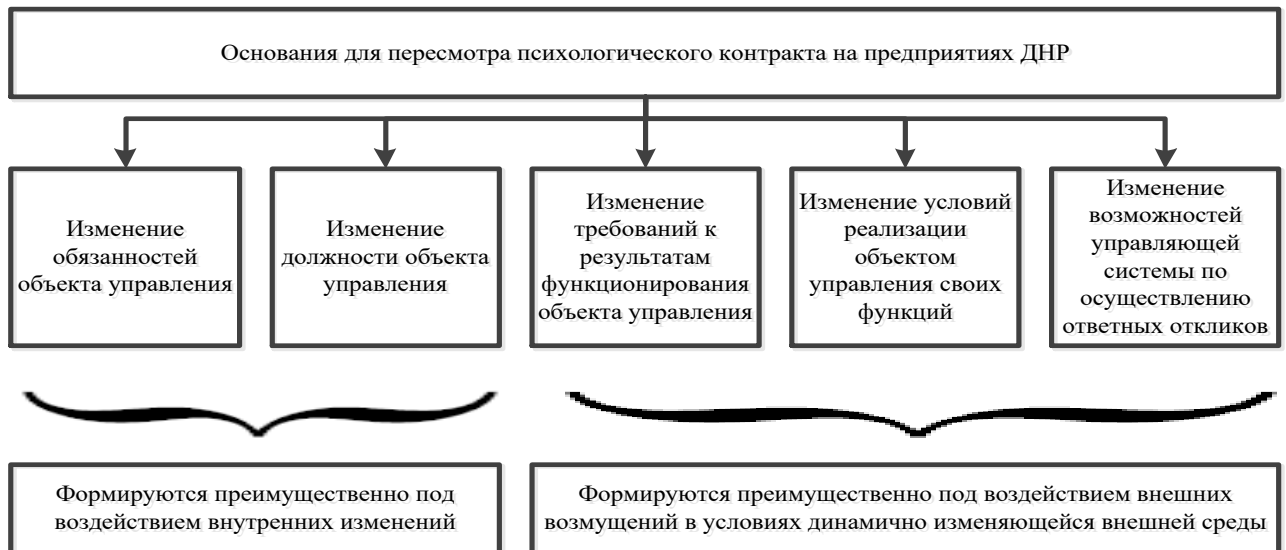 Основания для пересмотра психологического контракта на предприятиях ДНР
Изменение
обязанностей
объекта управления
Изменение
должности объекта
управления
Изменение
требований к
результатам
функционирования
объекта управления
Изменение условий
реализации
объектом
управления своих
функций
Изменение
возможностей
управляющей
системы по
осуществлению
ответных откликов
Формируются преимущественно под
воздействием внутренних изменений
Формируются преимущественно под воздействием внешних
возмущений в условиях динамично изменяющейся внешней среды